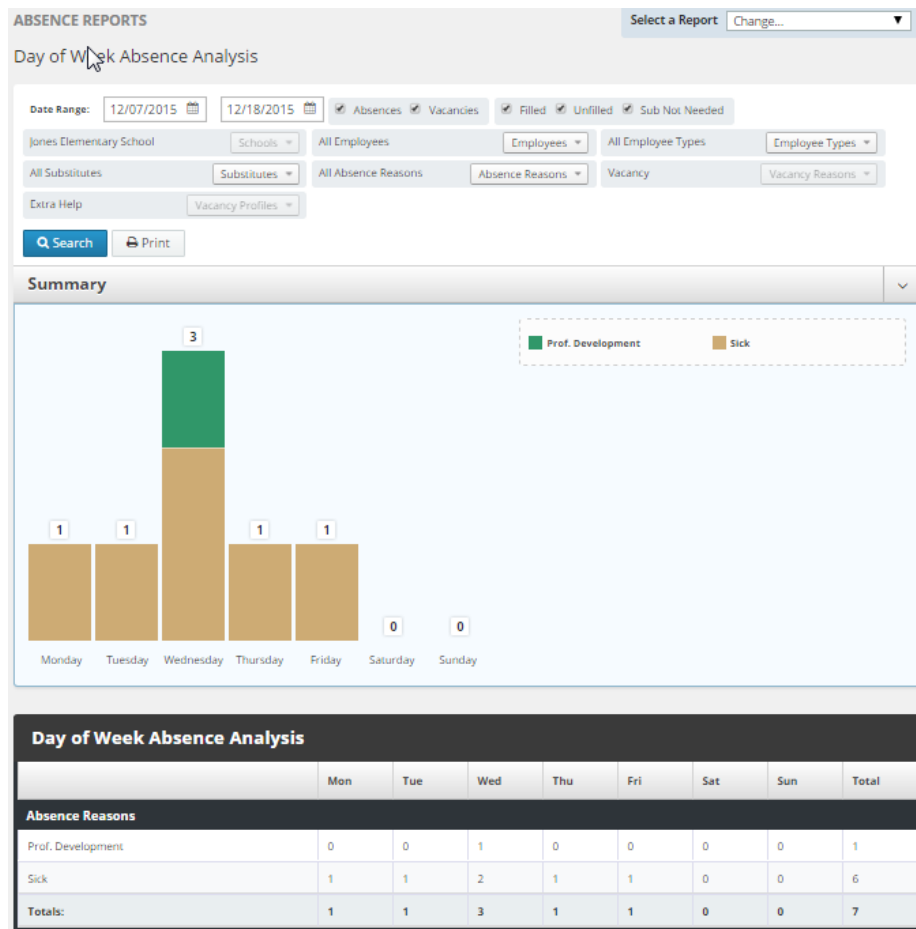 ABSENCE REPORTS
Select a Report Change...
Day of Week Absence Analysis
Date Range: 12/07/2015 12/18/2015 Absences Vacancies Filled Unfilled Sub Not Needed
Jones Elementary School Schools All Employees Employees All Employee Types Employee Types
All Substitutes Substitutes All Absence Reasons Absence Reasons Vacancy Vacancy Reasons
Extra Help Vacancy Profiles
Search Print
Summary
3
Prof. Development Sick
1 1 1 1
0 0
Monday Tuesday Wednesday Thursday Friday Saturday Sunday
Day of Week Absence Analysis
Mon Tue Wed Thu Fri Sat Sun Total
Absence Reasons
Prof. Development 0 0 1 0 0 0 0 1
Sick 1 1 2 1 1 0 0 6
Totals: 1 1 3 1 1 0 0 7